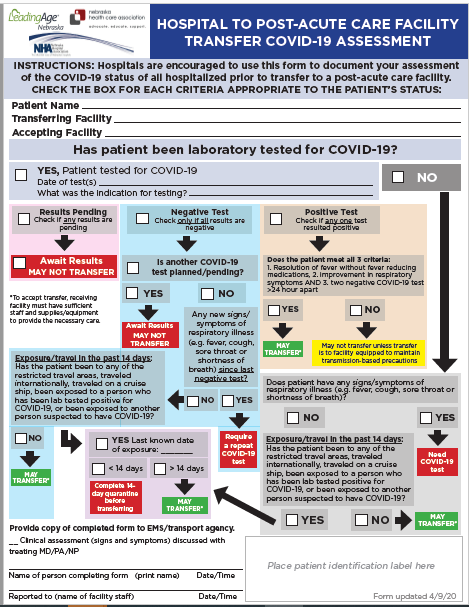 LeadingAge
Nebraska
nebraska
health care association
advocate. educate. support.
NHA
HOSPITAL TO POST-ACUTE CARE FACILITY
TRANSFER COVID-19 ASSESSMENT
INSTRUCTIONS: Hospitals are encouraged to use this form to document your assessment
of the COVID-19 status of all hospitalized prior to transfer to a post-acute care facility.
CHECK THE BOX FOR EACH CRITERIA APPROPRIATE TO THE PATIENT'S STATUS:
Patient Name
Transferring Facility
Accepting Facility
Has patient been laboratory tested for COVID-19?
YES, Patient tested for COVID-19
Date of test(s)
What was the indication for testing?
NO
Results Pending
Check if any results are
pending
Await Results
MAY NOT TRANSFER
*To accept transfer, receiving
facility must have sufficient
staff and supplies/equipment
to provide the necessary care.
Negative Test
Check only if all results are
negative
Is another COVID-19
test planned/pending?
YES
NO
Await Results
MAY NOT
TRANSFER
Any new signs/
symptoms of
respiratory illness
(e.g. fever, cough,
sore throat or
shortness of
breath) since last
negative test?
NO
YES
Require
a repeat
COVID-19
test
Positive Test
Check if any one test
resulted positive
Does the patient meet all 3 criteria:
1. Resolution of fever without fever reducing
medications, 2. improvement in respiratory
symptoms AND 3. two negative COVID-19 test
>24 hour apart
YES
NO
MAY
TRANSFER*
May not transfer unless transfer
is to facility equipped to maintain
transmission-based precautions
Exposure/travel in the past 14 days:
Has the patient been to any of the
restricted travel areas, traveled
internationally, traveled on a cruise
ship, been exposed to a person who
has been lab tested positive for
COVID-19, or been exposed to another
person suspected to have COVID-19?
NO
MAY
TRANSFER*
YES Last known date
of exposure:
< 14 days
> 14 days
Complete 14-
day quarantine
before
transferring
MAY
TRANSFER*
Does patient have any signs/symptoms of
respiratory illness (e.g. fever, cough, sore throat or
shortness of breath)?
NO
YES
Need
COVID-19
test
Exposure/travel in the past 14 days:
Has the patient been to any of the
restricted travel areas, traveled
internationally, traveled on a cruise
ship, been exposed to a person who
has been lab tested positive for
COVID-19, or been exposed to another
person suspected to have COVID-19?
YES
NO
MAY
TRANSFER*
Provide copy of completed form to EMS/transport agency.
__ Clinical assessment (signs and symptoms) discussed with
treating MD/PA/NP
Name of person completing form (print name) Date/Time
Reported to (name of facility staff) Date/Time
Place patient identification label here
Form updated 4/9/20